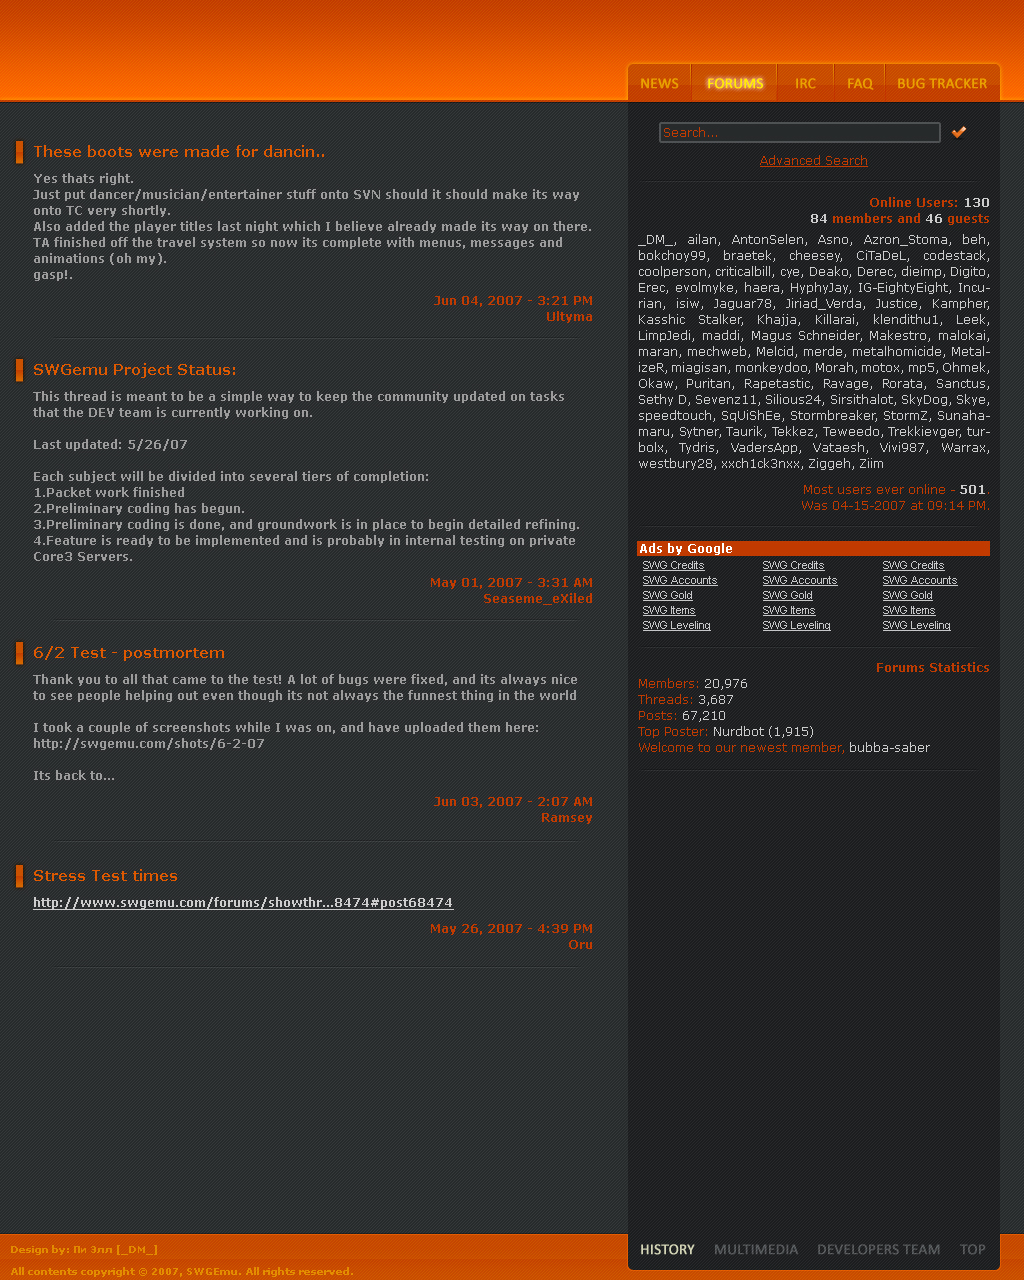 NEWS FORUMS IRC FAQ BUG TRACKER
These boots were made for dancin..
Yes thats right.
Just put dancer/musician/entertainer stuff onto SVN should it should make its way
onto TC very shortly.
Also added the player titles last night which I believe already made its way on there.
TA finished off the travel system so now its complete with menus, messages and
animations (oh my).
gasp!.
Jun 04, 2007 - 3:21 PM
Ultyma
SWGemu Project Status:
This thread is meant to be a simple way to keep the community updated on tasks
that the DEV team is currently working on.
Last updated: 5/26/07
Each subject will be divided into several tiers of completion:
1.Packet work finished
2.Preliminary coding has begun.
3.Preliminary coding is done, and groundwork is in place to begin detailed refining.
4.Feature is ready to be implemented and is probably in internal testing on private
Core3 Servers.
May 01, 2007 - 3:31 AM
Seaseme_eXiled
6/2 Test - postmortem
Thank you to all that came to the test! A lot of bugs were fixed, and its always nice
to see people helping out even though its not always the funnest thing in the world
I took a couple of screenshots while I was on, and have uploaded them here:
http://swgemu.com/shots/6-2-07
Its back to...
Jun 03, 2007 - 2:07 AM
Ramsey
Stress Test times
http://www.swgemu.com/forums/showthr...8474#post68474
May 26, 2007 - 4:39 PM
Oru
Search...
Advanced Search
Online Users: 130
84 members and 46 guests
_DM_, ailan, AntonSelen, Asno, Azron_Stoma, beh,
bokchoy99, braetek, cheesey, CiTaDeL, codestack,
coolperson, criticalbill, cye, Deako, Derec, dieimp, Digito,
Erec, evolmyke, haera, HyphyJay, IG-EightyEight, Incu-
rian, isiw, Jaguar78, Jiriad_Verda, Justice, Kampher,
Kasshic Stalker, Khajja, Killarai, klendithu1, Leek,
LimpJedi, maddi, Magus Schneider, Makestro, malokai,
maran, mechweb, Melcid, merde, metalhomicide, Metal-
izeR, miagisan, monkeydoo, Morah, motox, mp5, Ohmek,
Okaw, Puritan, Rapetastic, Ravage, Rorata, Sanctus,
Sethy D, Sevenz11, Silious24, Sirsithalot, SkyDog, Skye,
speedtouch, SqUiShEe, Stormbreaker, StormZ, Sunaha-
maru, Sytner, Taurik, Tekkez, Teweedo, Trekkievger, tur-
bolx, Tydris, VadersApp, Vataesh, Vivi987, Warrax,
westbury28, xxch1ck3nxx, Ziggeh, Ziim
Most users ever online - 501.
Was 04-15-2007 at 09:14 PM.
Ads by Google
SWG Credits SWG Credits SWG Credits
SWG Accounts SWG Accounts SWG Accounts
SWG Gold SWG Gold SWG Gold
SWG Items SWG Items SWG Items
SWG Leveling SWG Leveling SWG Leveling
Forums Statistics
Members: 20,976
Threads: 3,687
Posts: 67,210
Top Poster: Nurdbot (1,915)
Welcome to our newest member, bubba-saber
HISTORY MULTIMEDIA DEVELOPERS TEAM TOP
Design by: Пи Элл [_DM_]
All contents copyright © 2007, SWGEmu. All rights reserved.